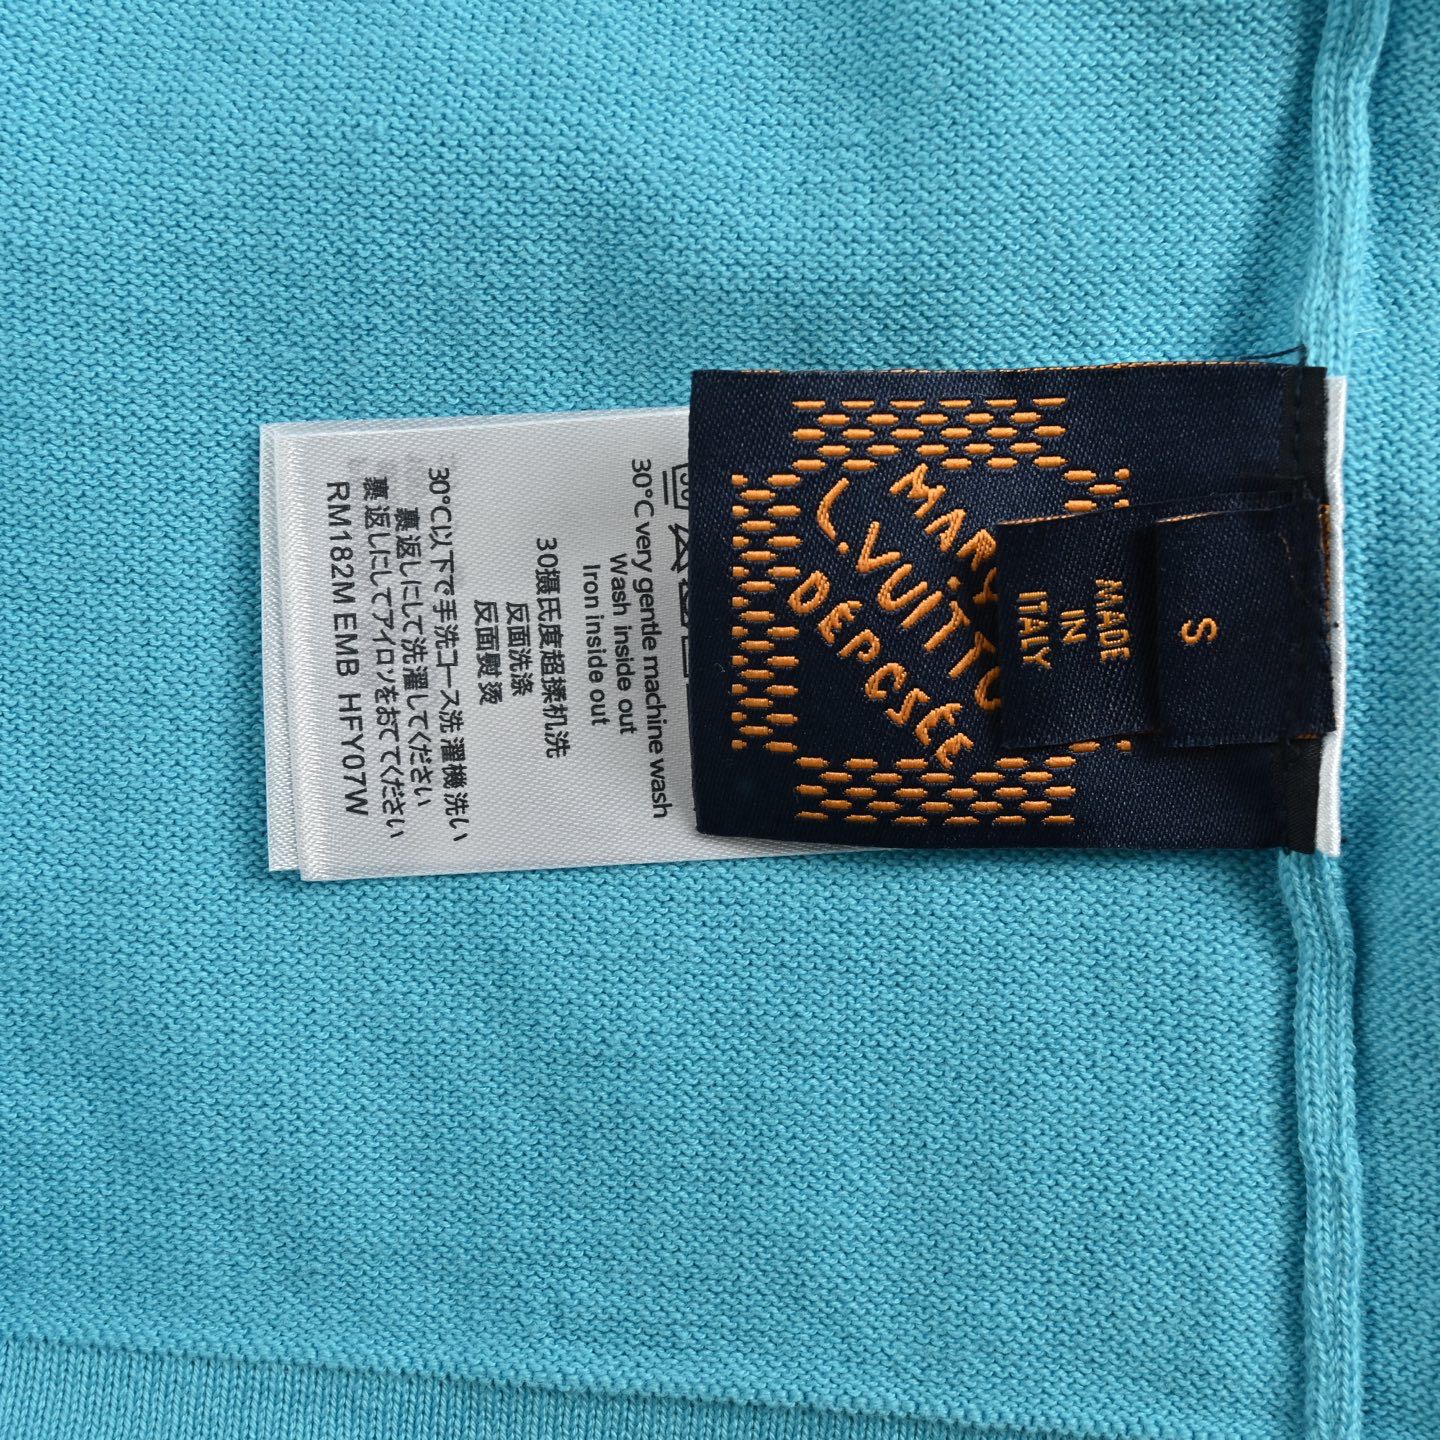 30°C very gentle machine wash
Wash inside out
Iron inside out
30摄氏度超揉机洗
反面洗涤
反面熨烫
30°C以下で手洗コース洗濯機洗い
裏返しにして洗濯してください
裏返しにしてアイロンをおててください
RM182M EMB HFY07W
L.VUITTO
DÉPCSÉE
MADE
IN
ITALY
S